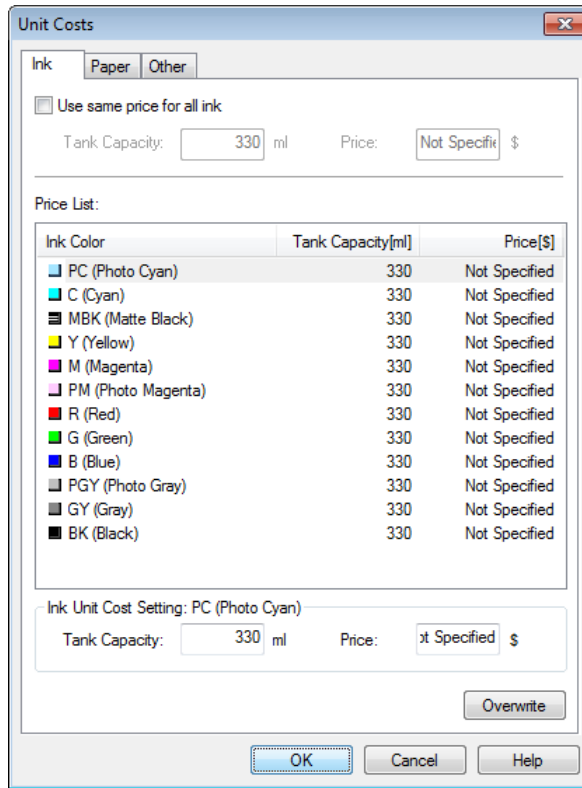 Unit Costs
Ink Paper Other
Use same price for all ink
Tank Capacity: 330 ml Price: Not Specifi $
Price List:
Ink Color Tank Capacity[ml] Price[$]
PC (Photo Cyan) 330 Not Specified
C (Cyan) 330 Not Specified
MBK (Matte Black) 330 Not Specified
Y (Yellow) 330 Not Specified
M (Magenta) 330 Not Specified
PM (Photo Magenta) 330 Not Specified
R (Red) 330 Not Specified
G (Green) 330 Not Specified
B (Blue) 330 Not Specified
PGY (Photo Gray) 330 Not Specified
GY (Gray) 330 Not Specified
BK (Black) 330 Not Specified
Ink Unit Cost Setting: PC (Photo Cyan)
Tank Capacity: 330 ml Price: ot Specified $
Overwrite
OK Cancel Help